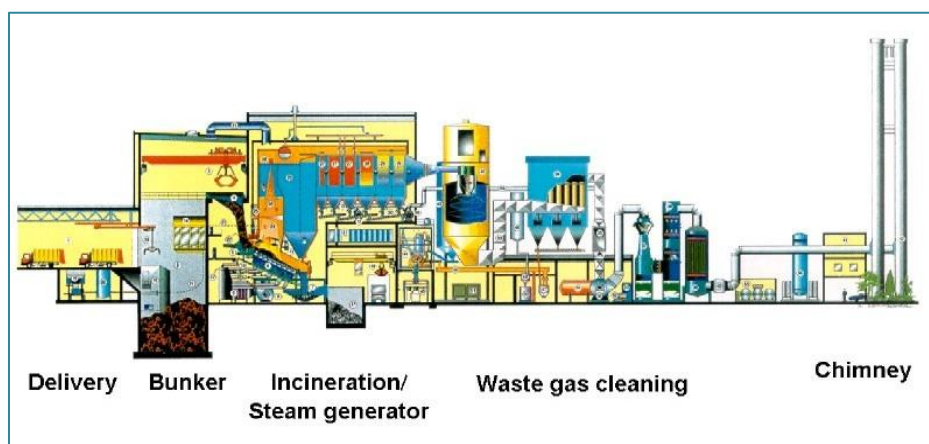 Delivery
Bunker
Incineration/
Steam generator
Waste gas cleaning
Chimney